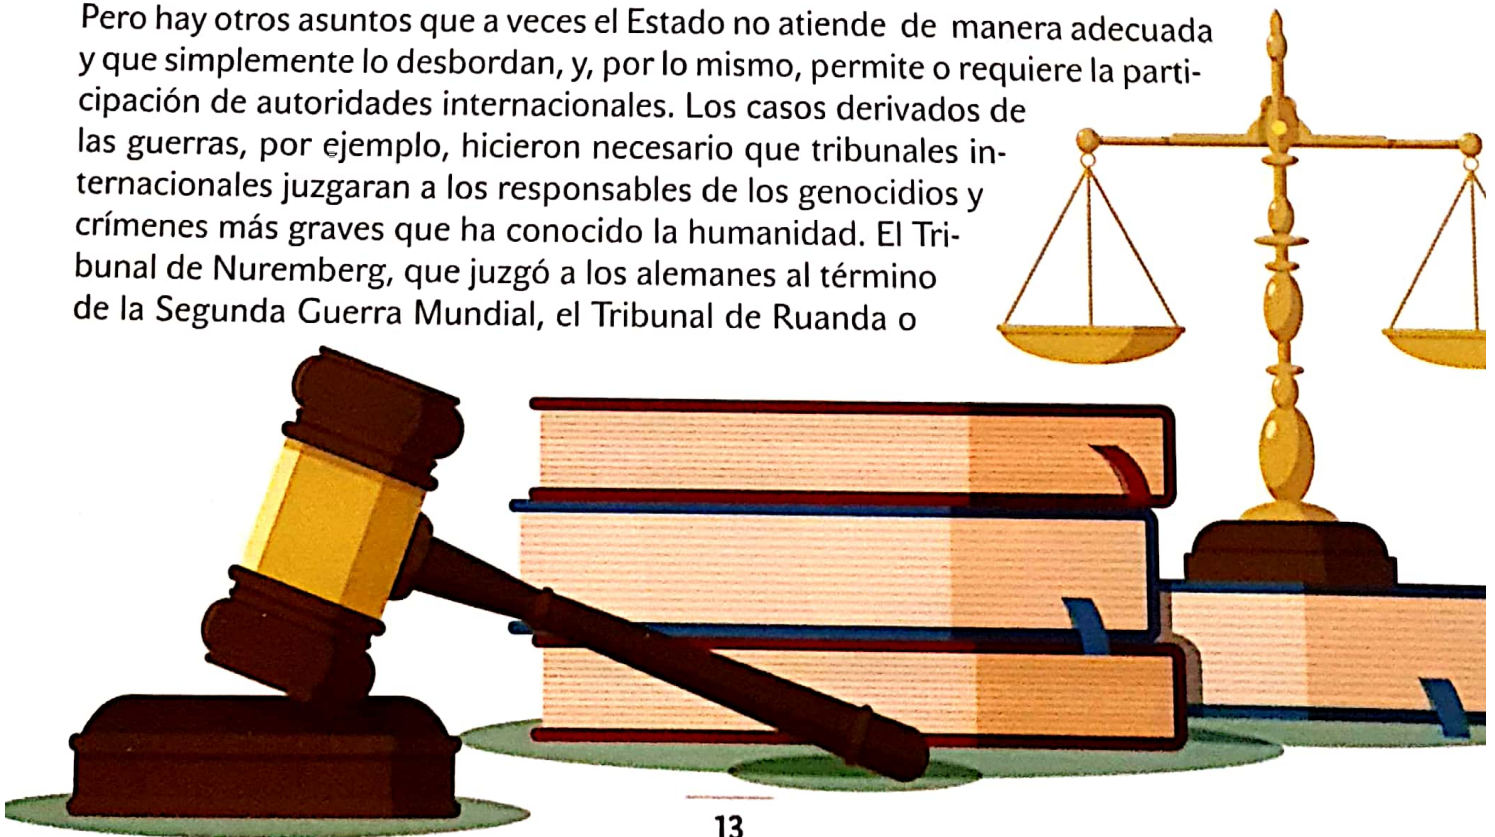 Pero hay otros asuntos que a veces el Estado no atiende de manera adecuada
y que simplemente lo desbordan, y, por lo mismo, permite o requiere la parti-
cipación de autoridades internacionales. Los casos derivados de
las guerras, por ejemplo, hicieron necesario que tribunales in-
ternacionales juzgaran a los responsables de los genocidios y
crímenes más graves que ha conocido la humanidad. El Tri-
bunal de Nuremberg, que juzgó a los alemanes al término
de la Segunda Guerra Mundial, el Tribunal de Ruanda o
13